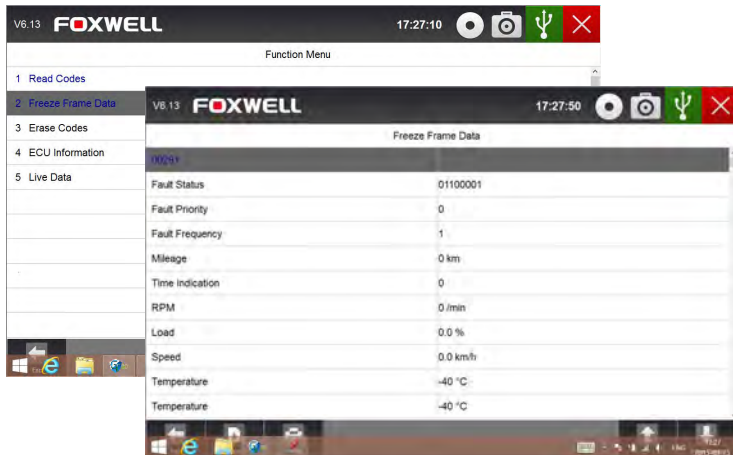 V6.13 FOXWELL 17:27:10
Function Menu
1 Read Codes
2 Freeze Frame Data
3 Erase Codes
4 ECU Information
5 Live Data
V6.13 FOXWELL 17:27:50
Freeze Frame Data
00261
Fault Status 01100001
Fault Priority 0
Fault Frequency 1
Mileage 0 km
Time Indication 0
RPM 0 /min
Load 0.0 %
Speed 0.0 km/h
Temperature -40 °C
Temperature -40 °C
ENG